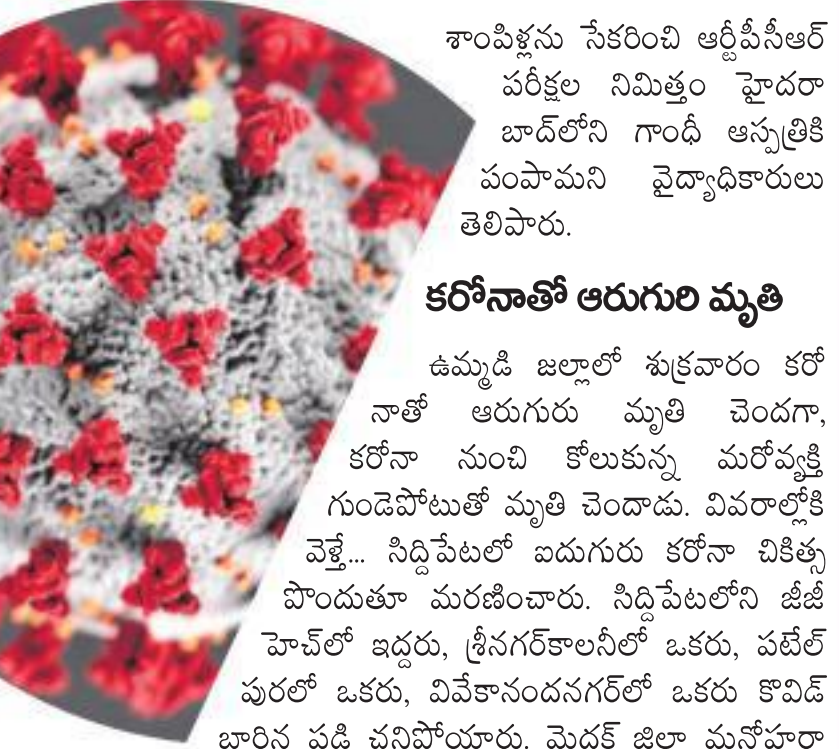 శాంపిళ్లను సేకరించి ఆర్టీపీసీఆర్
పరీక్షల నిమిత్తం హైదరా
బాద్‌లోని గాంధీ ఆస్పత్రికి
పంపామని వైద్యాధికారులు
తెలిపారు.
కరోనాతో ఆరుగురి మృతి
ఉమ్మడి జల్లాలో శుక్రవారం కరో
నాతో ఆరుగురు మృతి చెందగా,
కరోనా నుంచి కోలుకున్న మరోవ్యక్తి
గుండెపోటుతో మృతి చెందాడు. వివరాల్లోకి
వెళ్తే... సిద్దిపేటలో ఐదుగురు కరోనా చికిత్స
పొందుతూ మరణించారు. సిద్దిపేటలోని జీజీ
హెచ్‌లో ఇద్దరు, శ్రీనగర్‌కాలనీలో ఒకరు, పటేల్
పురలో ఒకరు, వివేకానందనగర్‌లో ఒకరు కొవిడ్
బారిన పడి చనిపోయారు. మెదక్ జిల్లా మనోహరా